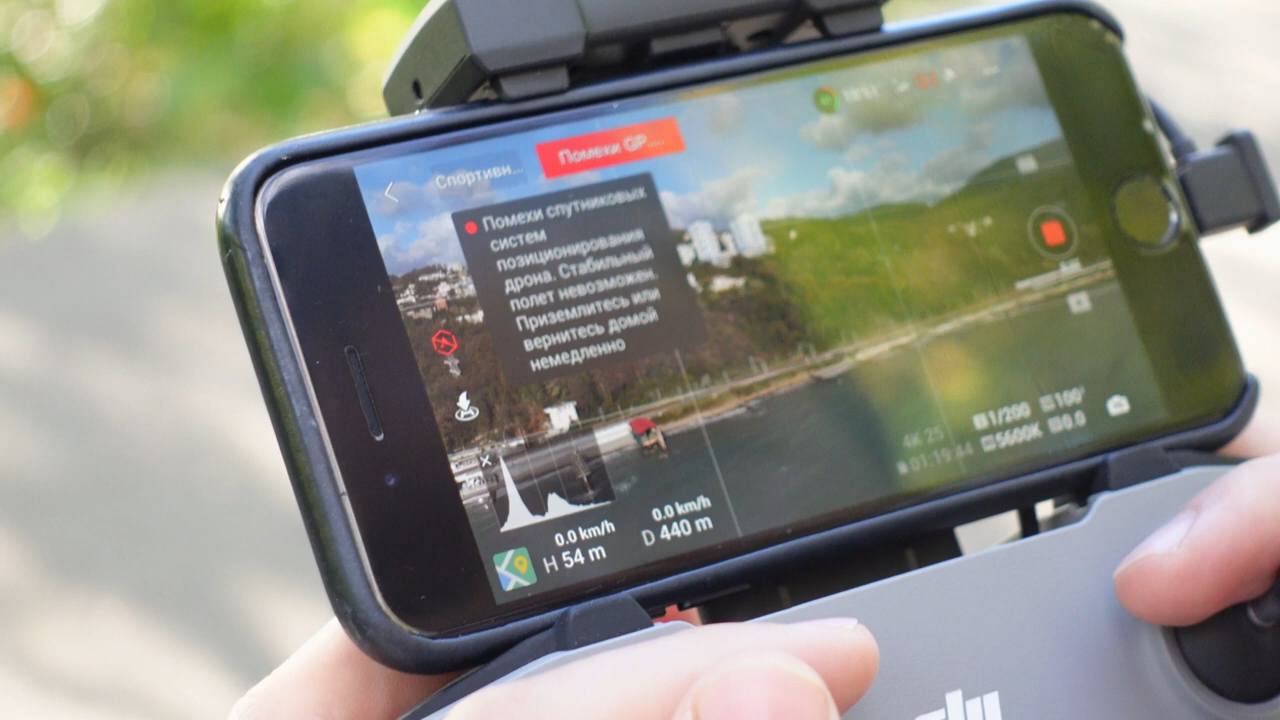 Спортивн...
Помехи GP....
Помехи спутниковых
систем
позиционирования
дрона. Стабильный
полет невозможен.
Приземлитесь или
вернитесь домой
немедленно
4K 25
1/200
100'
01:19:44
5600K
0.0
0.0 km/h
0.0 km/h
H 54 m
D 440 m
dji